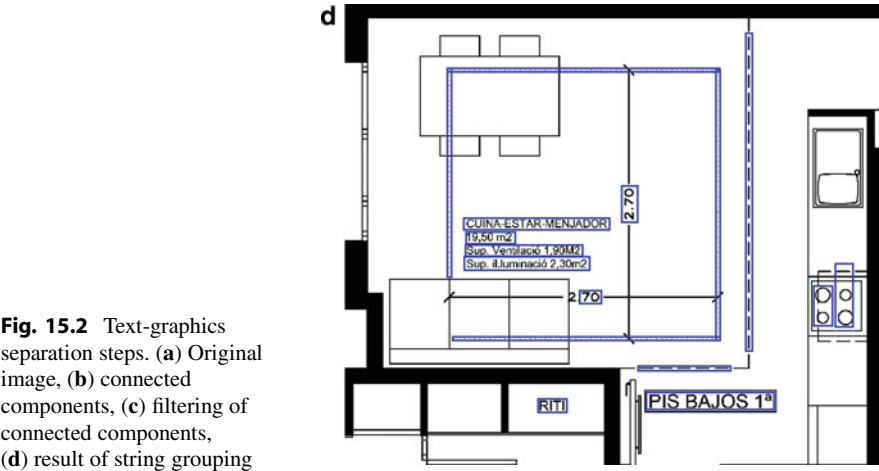 d
2.70
CUINA-ESTAR-MENJADOR
19,50 m2
Sup. Ventilació 1,90M2
Sup. il.luminació 2,30m2
2.70
RITI
PIS BAJOS 1ª
Fig. 15.2 Text-graphics
separation steps. (a) Original
image, (b) connected
components, (c) filtering of
connected components,
(d) result of string grouping